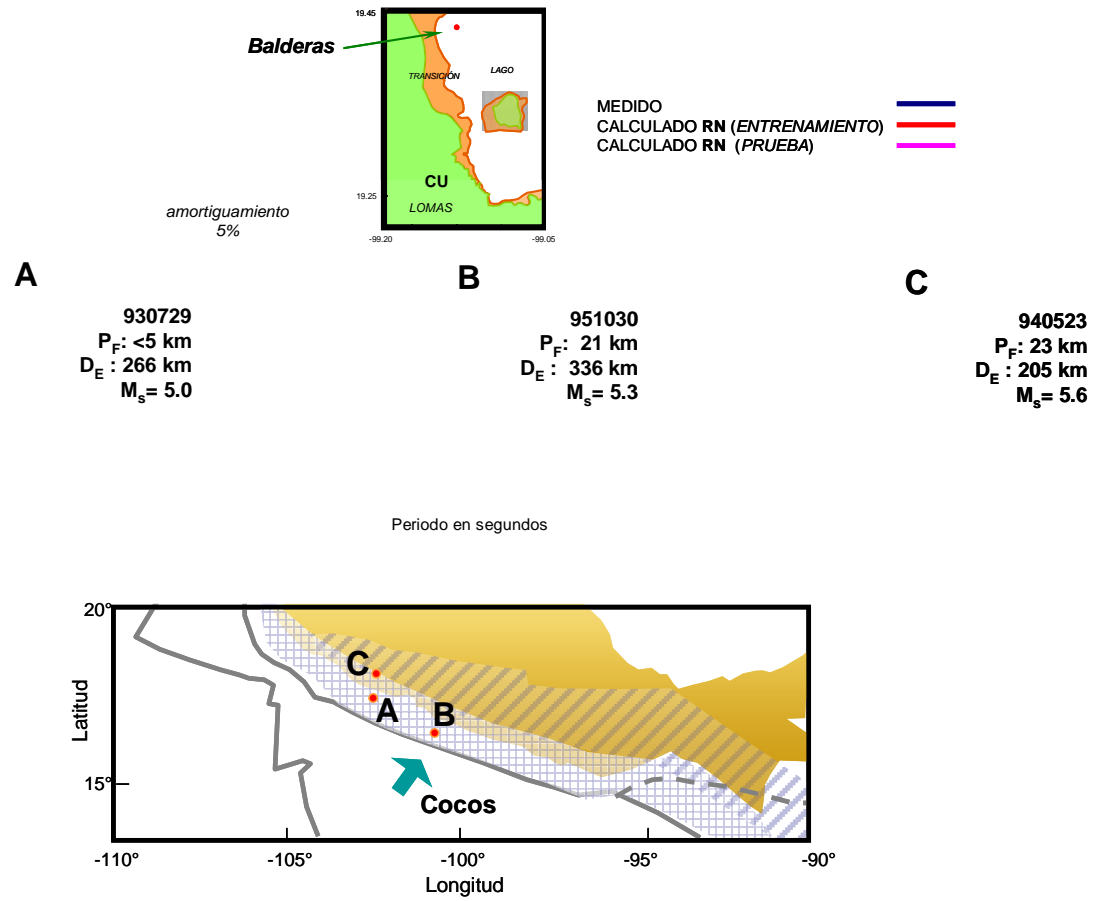 19.45
Balderas
TRANSICIÓN
LAGO
CU
19.25
LOMAS
-99.20
-99.05
MEDIDO
CALCULADO RN (ENTRENAMIENTO)
CALCULADO RN (PRUEBA)
amortiguamiento
5%
A
930729
PF: <5 km
DE : 266 km
Ms= 5.0
B
951030
PF: 21 km
DE : 336 km
Ms= 5.3
C
940523
PF: 23 km
DE : 205 km
Ms= 5.6
Periodo en segundos
20°
C
A
B
Latitud
15°
Cocos
-110°
-105°
-100°
-95°
-90°
Longitud